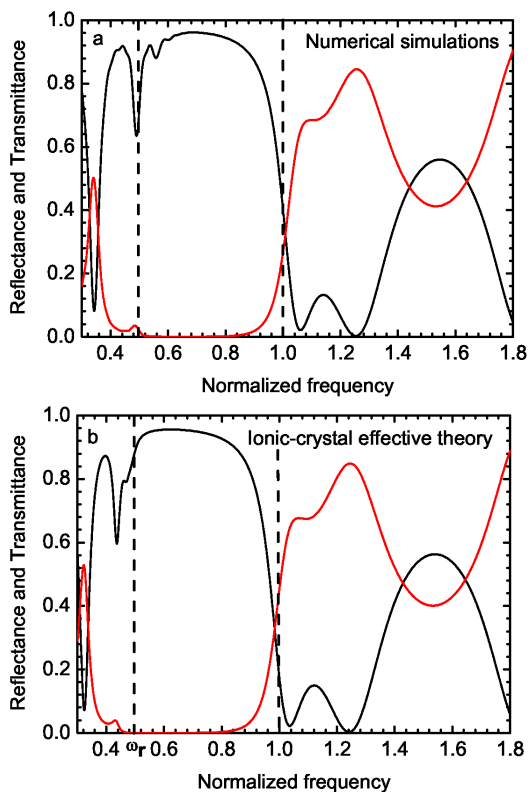 a
Numerical simulations
Reflectance and Transmittance
1.0
0.8
0.6
0.4
0.2
0.0
0.4 0.6 0.8 1.0 1.2 1.4 1.6 1.8
Normalized frequency
b
Ionic-crystal effective theory
Reflectance and Transmittance
1.0
0.8
0.6
0.4
0.2
0.0
0.4 ωr 0.6 0.8 1.0 1.2 1.4 1.6 1.8
Normalized frequency